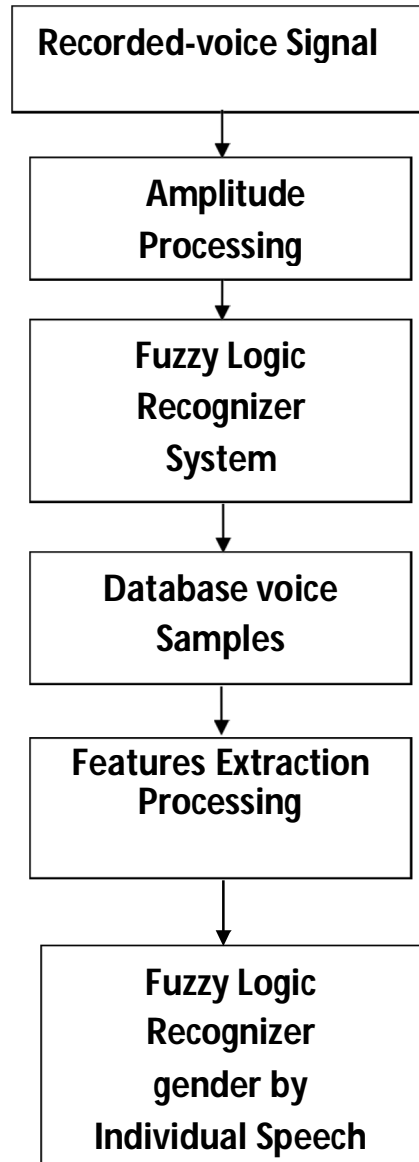 Recorded-voice Signal
Amplitude
Processing
Fuzzy Logic
Recognizer
System
Database voice
Samples
Features Extraction
Processing
Fuzzy Logic
Recognizer
gender by
Individual Speech